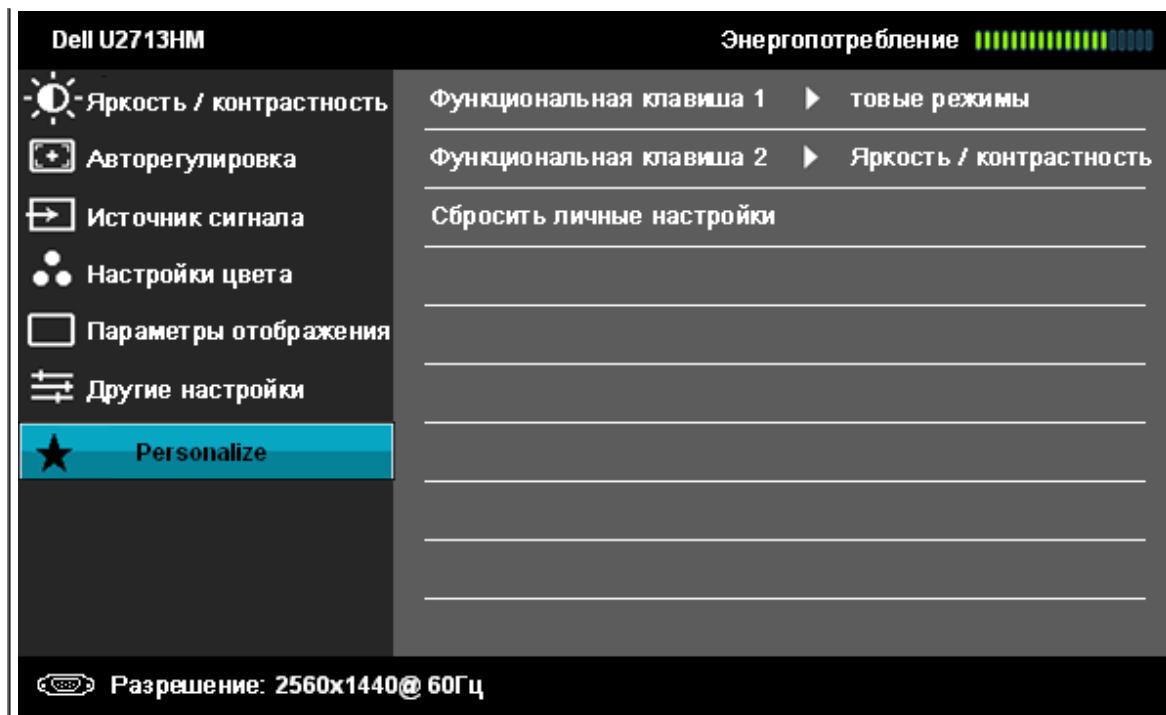 Dell U2713HM
Энергопотребление
Яркость / контрастность
Функциональная клавиша 1
товые режимы
Авторегулировка
Функциональная клавиша 2
Яркость / контрастность
Источник сигнала
Сбросить личные настройки
Настройки цвета
Параметры отображения
Другие настройки
Personalize
Разрешение: 2560x1440@ 60Гц